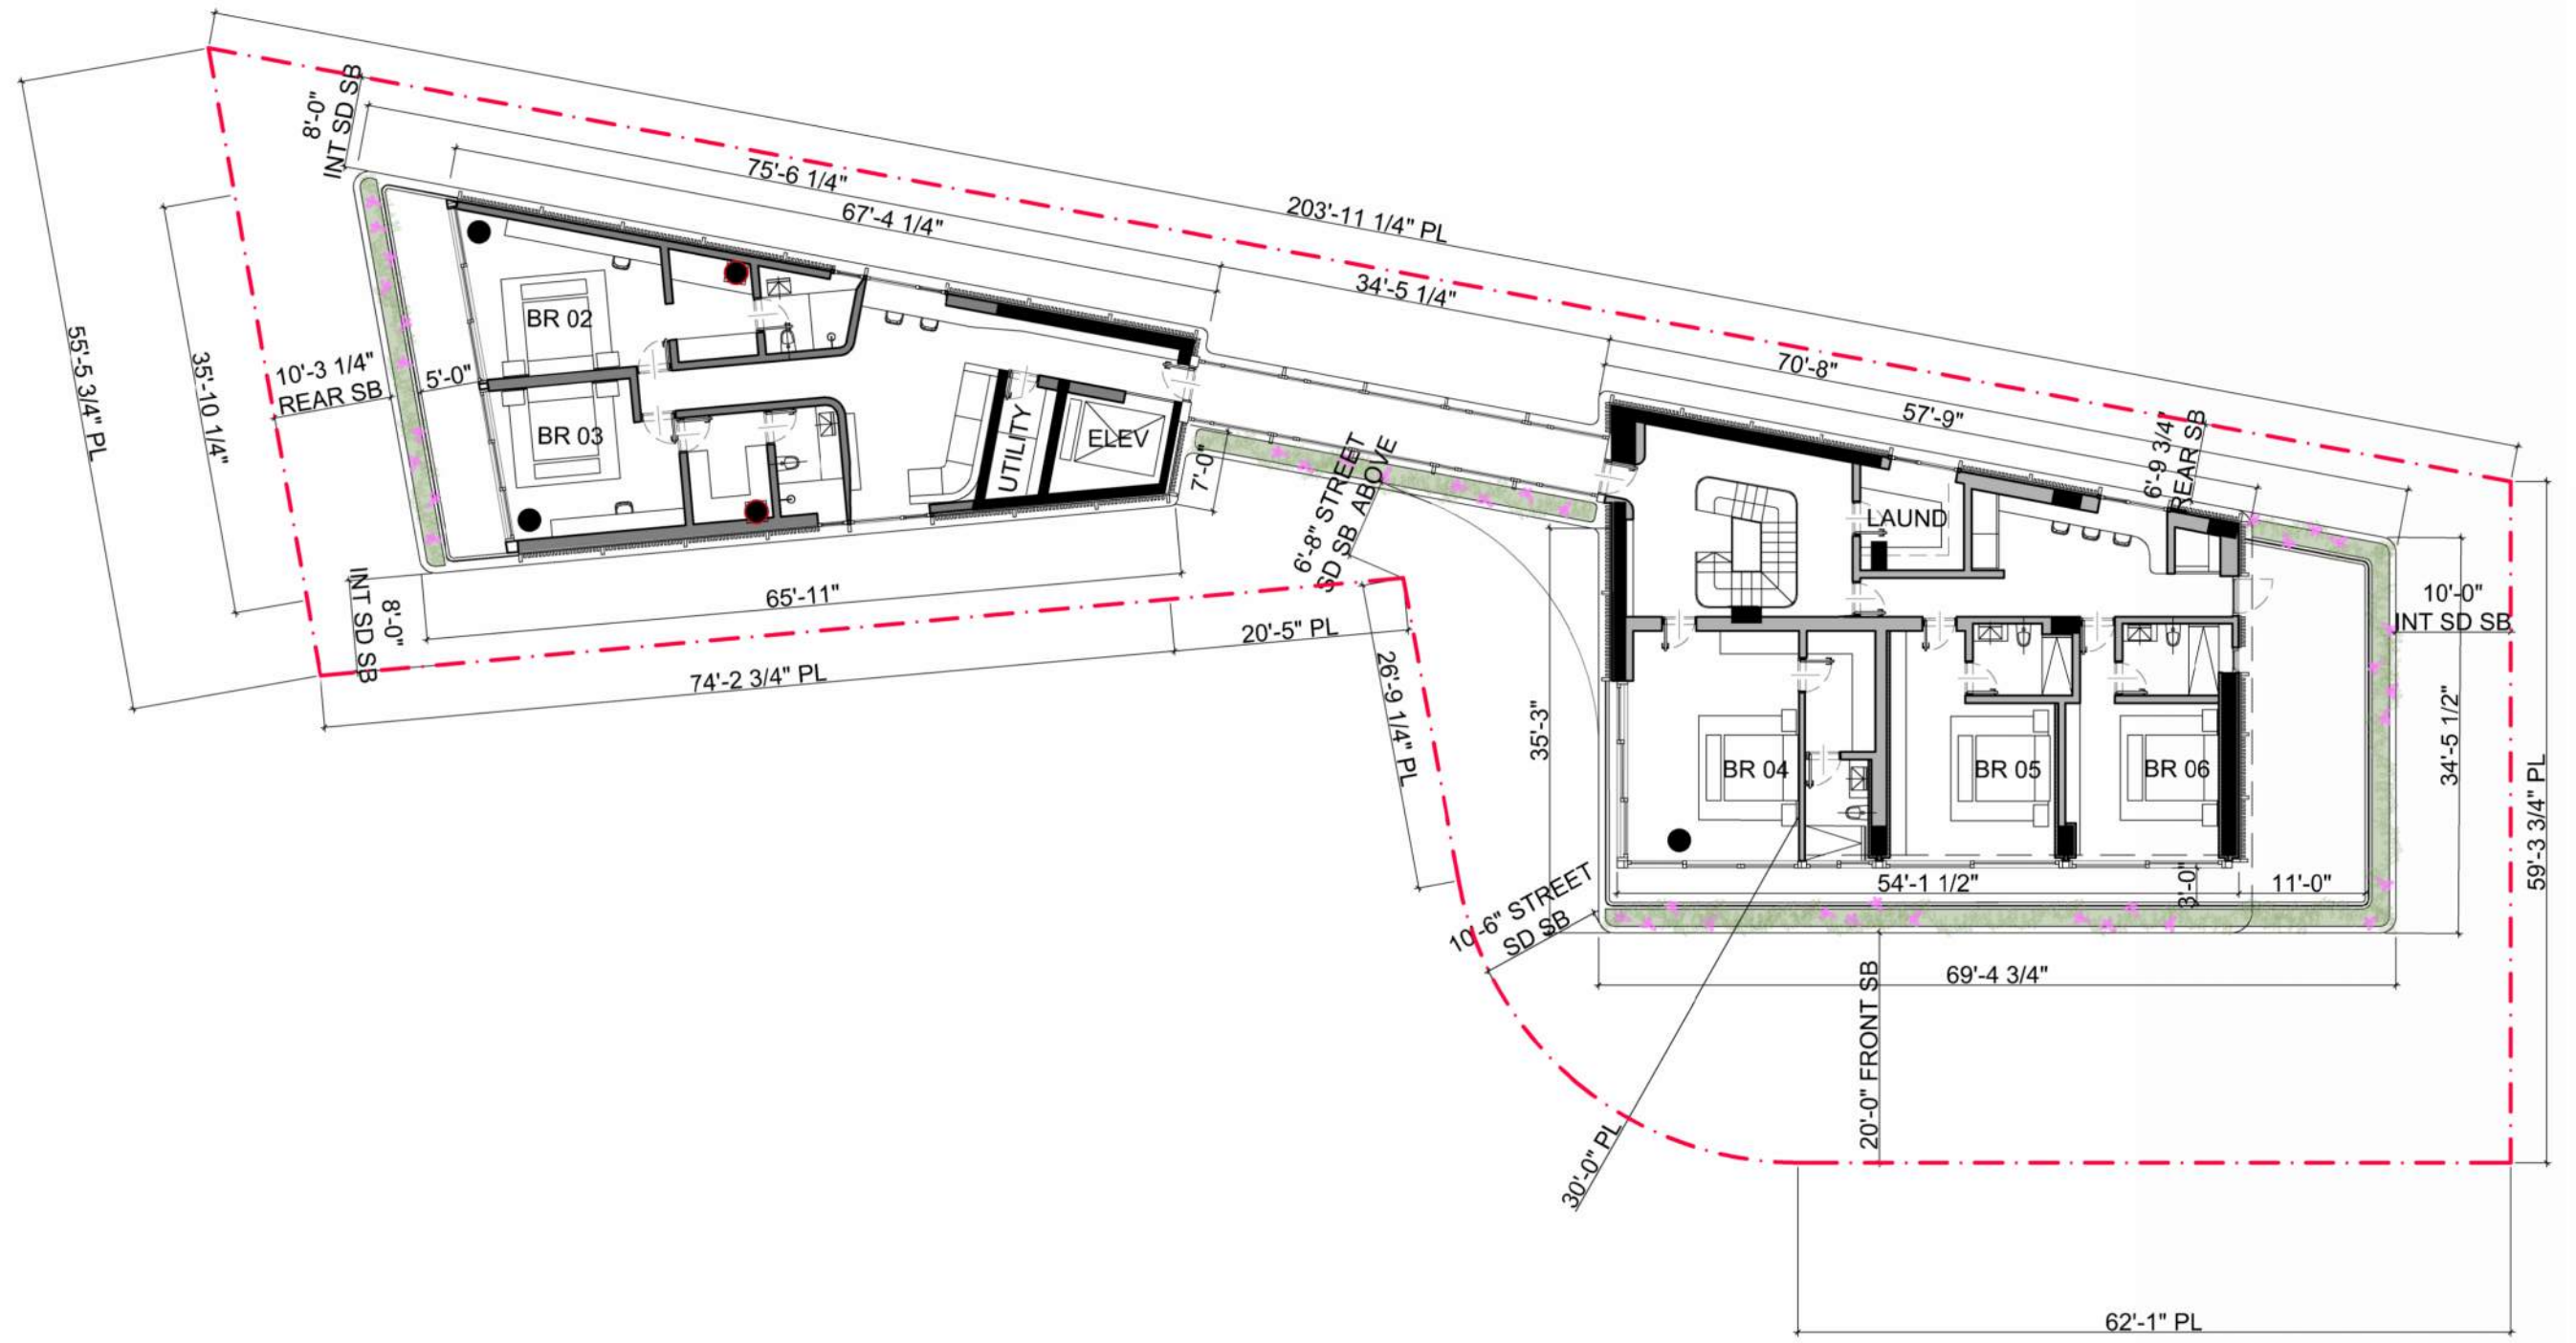 8'-0"
INT SD SB
75'-6 1/4"
67'-4 1/4"
203'-11 1/4" PL
34'-5 1/4"
70'-8"
57'-9"
6'-9 3/4"
REAR SB
55'-5 3/4" PL
35'-10 1/4"
10'-3 1/4"
REAR SB
5'-0"
BR 02
BR 03
UTILITY
ELEV
7'-0"
6'-8" STREET
SD SB ABOVE
LAUND
INT SD SB
8'-0"
65'-11"
20'-5" PL
74'-2 3/4" PL
26'-9 1/4" PL
10'-0"
INT SD SB
35'-3"
BR 04
BR 05
BR 06
34'-5 1/2"
59'-3 3/4" PL
54'-1 1/2"
3'-0"
11'-0"
10'-6" STREET
SD SB
69'-4 3/4"
20'-0" FRONT SB
30'-0" PL
62'-1" PL